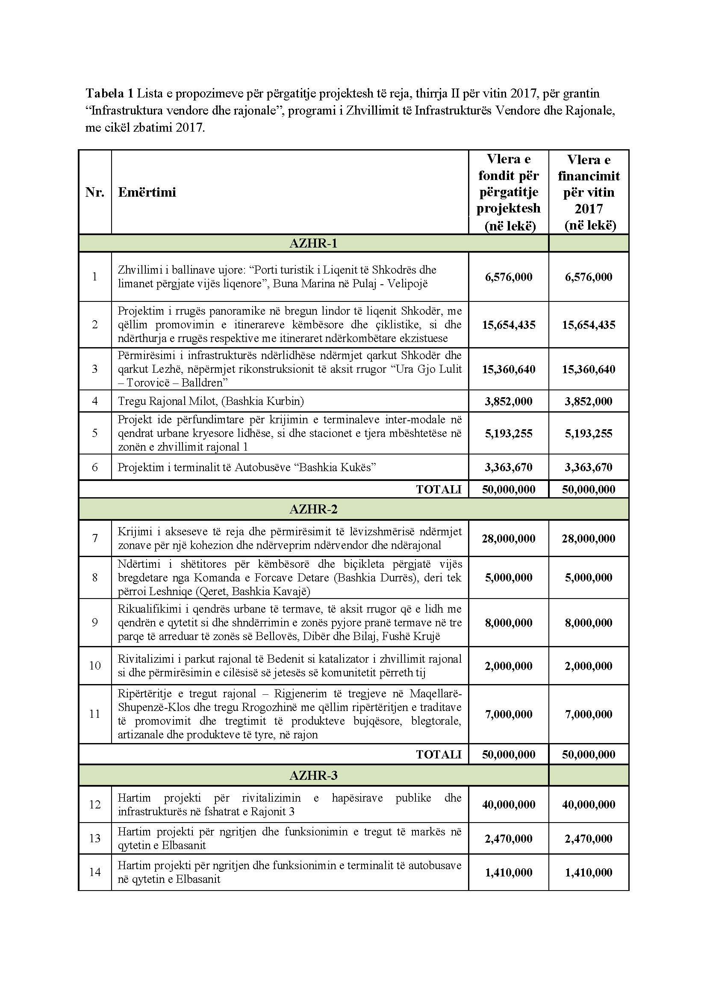 Tabela 1 Lista e propozimeve për përgatitje projektesh të reja, thirrja II për vitin 2017, për grantin
“Infrastruktura vendore dhe rajonale”, programi i Zhvillimit të Infrastrukturës Vendore dhe Rajonale,
me cikël zbatimi 2017.
Nr.
Emërtimi
Vlera e
fondit për
përgatitje
projektesh
(në lekë)
Vlera e
financimit
për vitin
2017
(në lekë)
AZHR-1
1
Zhvillimi i ballinave ujore: “Porti turistik i Liqenit të Shkodrës dhe
limanet përgjate vijës liqenore”, Buna Marina në Pulaj - Velipojë
6,576,000
6,576,000
2
Projektim i rrugës panoramike në bregun lindor të liqenit Shkodër, me
qëllim promovimin e itinerareve këmbësore dhe çiklistike, si dhe
ndërthurja e rrugës respektive me itineraret ndërkombëtare ekzistuese
15,654,435
15,654,435
3
Përmirësimi i infrastrukturës ndërlidhëse ndërmjet qarkut Shkodër dhe
qarkut Lezhë, nëpërmjet rikonstruksionit të aksit rrugor “Ura Gjo Lulit
– Torovicë – Balldren”
15,360,640
15,360,640
4
Tregu Rajonal Milot, (Bashkia Kurbin)
3,852,000
3,852,000
5
Projekt ide përfundimtare për krijimin e terminaleve inter-modale në
qendrat urbane kryesore lidhëse, si dhe stacionet e tjera mbështetëse në
zonën e zhvillimit rajonal 1
5,193,255
5,193,255
6
Projektim i terminalit të Autobusëve “Bashkia Kukës”
3,363,670
3,363,670
TOTALI
50,000,000
50,000,000
AZHR-2
7
Krijimi i akseseve të reja dhe përmirësimit të lëvizshmërisë ndërmjet
zonave për një kohezion dhe ndërveprim ndërvendor dhe ndërajonal
28,000,000
28,000,000
8
Ndërtimi i shëtitores për këmbësorë dhe biçikleta përgjatë vijës
bregdetare nga Komanda e Forcave Detare (Bashkia Durrës), deri tek
përroi Leshniqe (Qeret, Bashkia Kavajë)
5,000,000
5,000,000
9
Rikualifikimi i qendrës urbane të termave, të aksit rrugor që e lidh me
qendrën e qytetit si dhe shndërrimin e zonës pyjore pranë termave në tre
parqe të arreduar të zonës së Bellovës, Dibër dhe Bilaj, Fushë Krujë
8,000,000
8,000,000
10
Rivitalizimi i parkut rajonal të Bedenit si katalizator i zhvillimit rajonal
si dhe përmirësimin e cilësisë së jetesës së komunitetit përreth tij
2,000,000
2,000,000
11
Ripërtëritje e tregut rajonal – Rigjenerim të tregjeve në Maqellarë-
Shupenzë-Klos dhe tregu Rrogozhinë me qëllim ripërtëritjen e traditave
të promovimit dhe tregtimit të produkteve bujqësore, blegtorale,
artizanale dhe produkteve të tyre, në rajon
7,000,000
7,000,000
TOTALI
50,000,000
50,000,000
AZHR-3
12
Hartim projekti për rivitalizimin e hapësirave publike dhe
infrastrukturës në fshatrat e Rajonit 3
40,000,000
40,000,000
13
Hartim projekti për ngritjen dhe funksionimin e tregut të markës në
qytetin e Elbasanit
2,470,000
2,470,000
14
Hartim projekti për ngritjen dhe funksionimin e terminalit të autobusave
në qytetin e Elbasanit
1,410,000
1,410,000